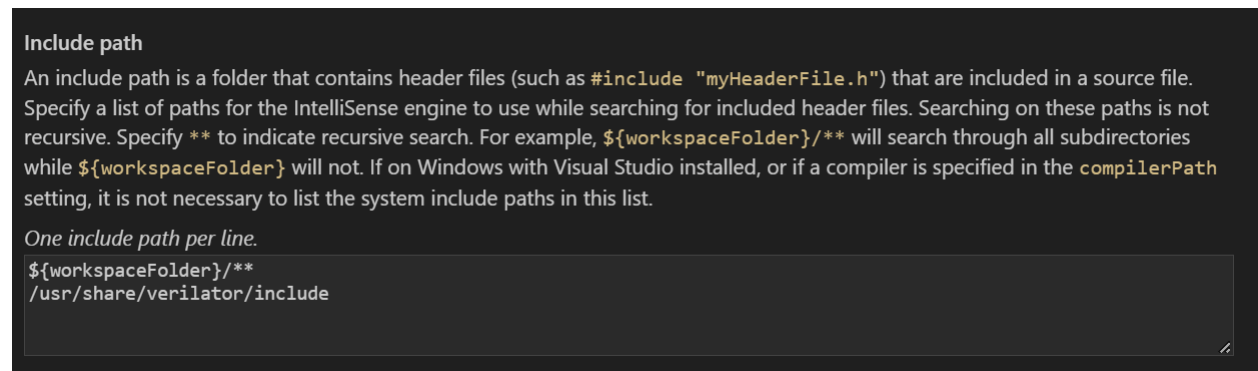 Include path
An include path is a folder that contains header files (such as #include "myHeaderFile.h") that are included in a source file.
Specify a list of paths for the IntelliSense engine to use while searching for included header files. Searching on these paths is not
recursive. Specify ** to indicate recursive search. For example, ${workspaceFolder}/** will search through all subdirectories
while ${workspaceFolder} will not. If on Windows with Visual Studio installed, or if a compiler is specified in the compilerPath
setting, it is not necessary to list the system include paths in this list.
One include path per line.
${workspaceFolder}/**
/usr/share/verilator/include